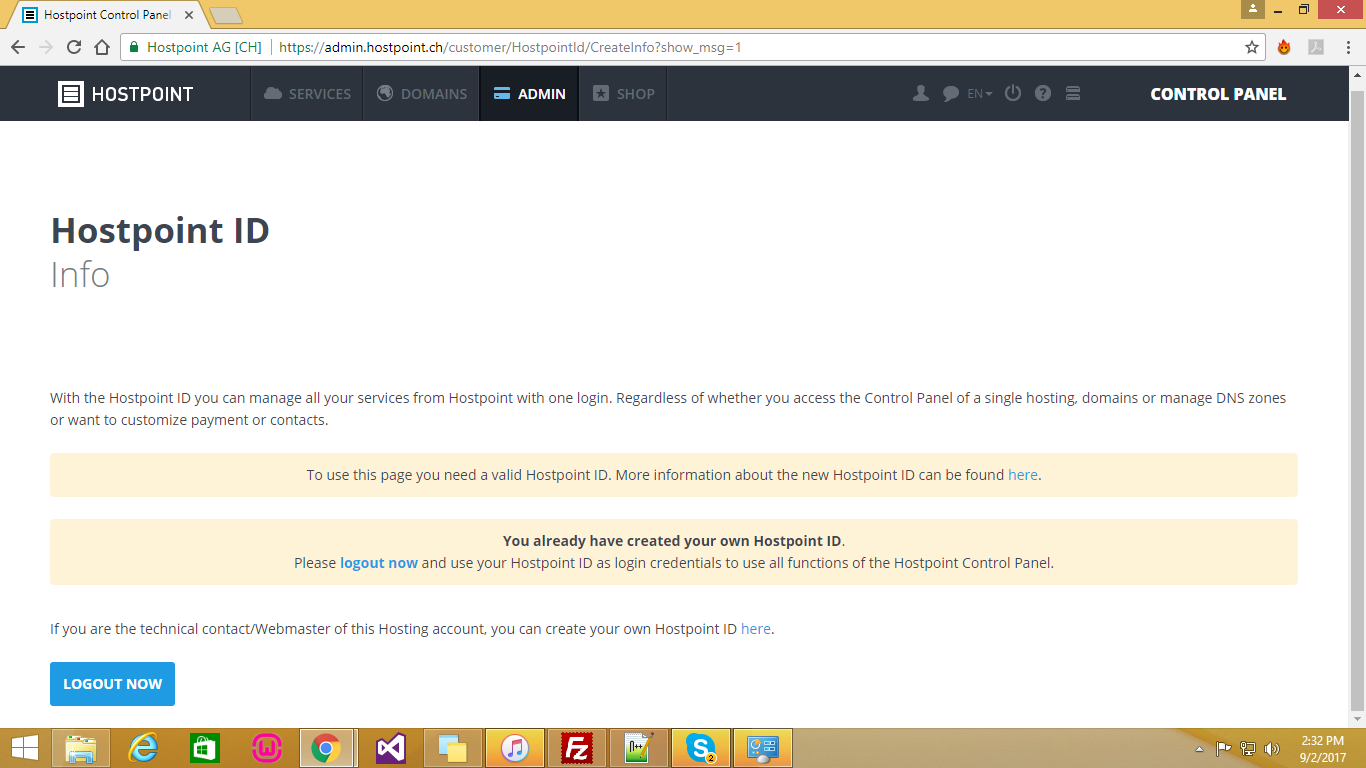 Hostpoint Control Panel
Hostpoint AG [CH] https://admin.hostpoint.ch/customer/HostpointId/CreateInfo?show_msg=1
HOSTPOINT SERVICES DOMAINS ADMIN SHOP EN CONTROL PANEL
Hostpoint ID
Info
With the Hostpoint ID you can manage all your services from Hostpoint with one login. Regardless of whether you access the Control Panel of a single hosting, domains or manage DNS zones
or want to customize payment or contacts.
To use this page you need a valid Hostpoint ID. More information about the new Hostpoint ID can be found here.
You already have created your own Hostpoint ID.
Please logout now and use your Hostpoint ID as login credentials to use all functions of the Hostpoint Control Panel.
If you are the technical contact/Webmaster of this Hosting account, you can create your own Hostpoint ID here.
LOGOUT NOW
2
2:32 PM
9/2/2017